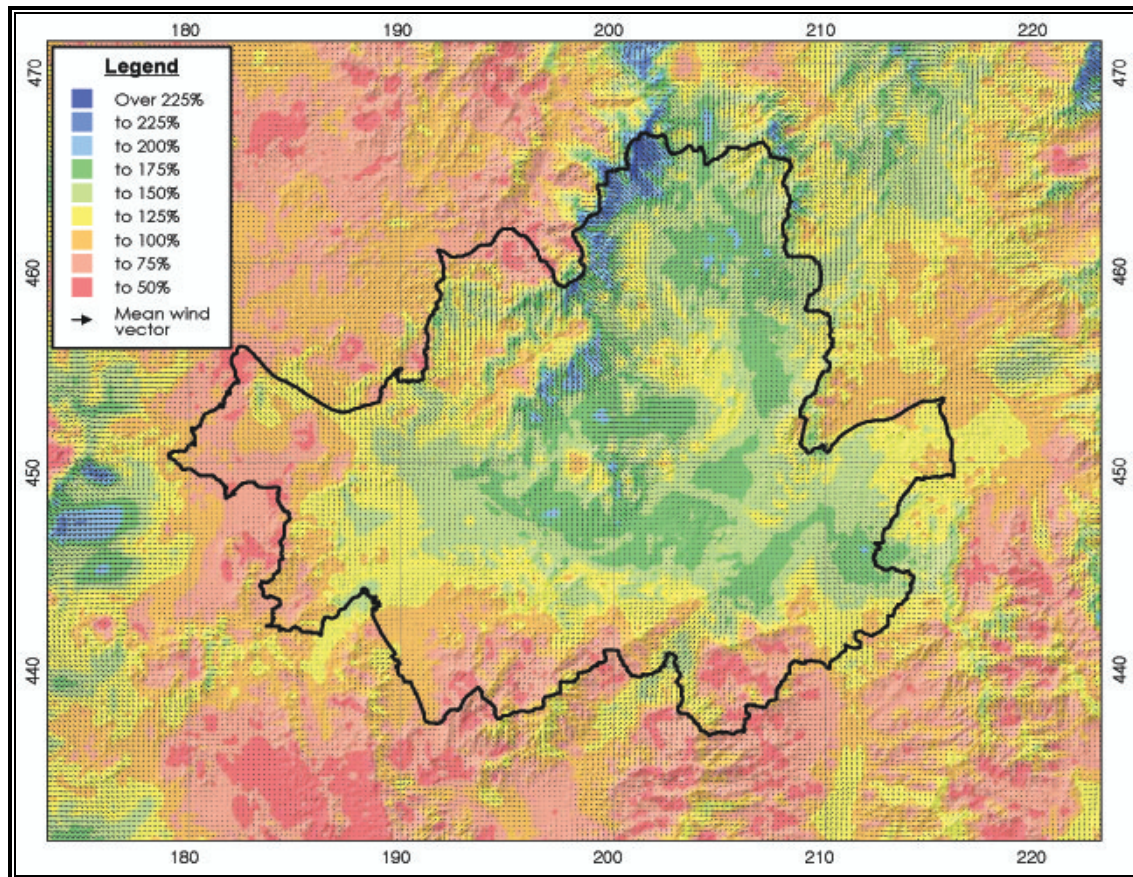 180 190 200 210 220
470 470
Legend
Over 225%
to 225%
to 200%
to 175%
to 150%
to 125%
to 100%
to 75%
to 50%
Mean wind
vector
460 460
450 450
440 440
180 190 200 210 220